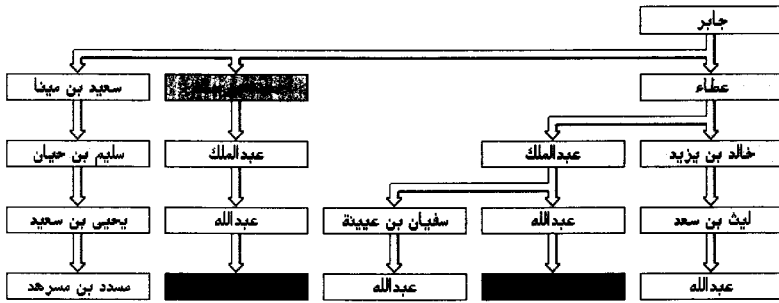 جابر
عطاء
سعيد بن مينا
خالد بن يزيد
عبدالملك
عبدالملك
سليم بن حيان
ليث بن سعد
عبدالله
سفيان بن عيينة
عبدالله
يحيى بن سعيد
عبدالله
عبدالله
مسدد بن مسرهد